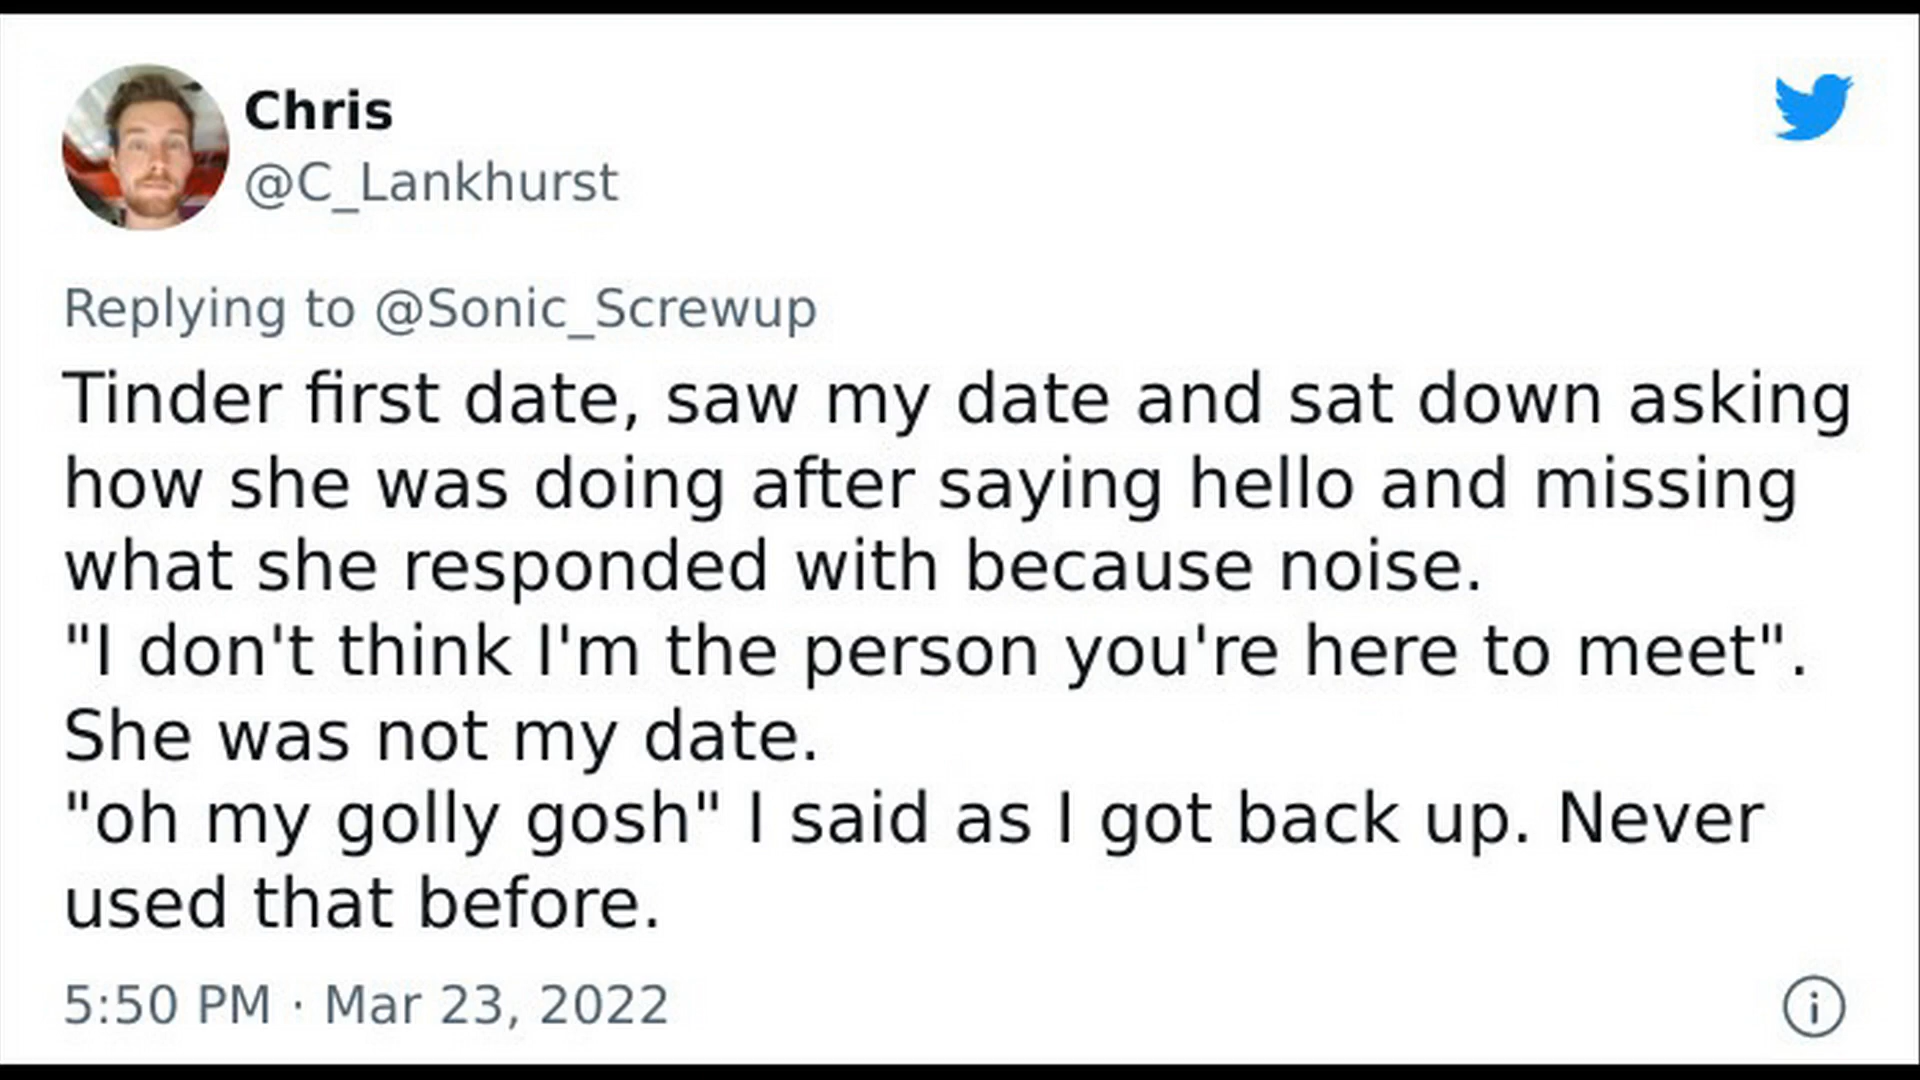 Chris
@C_Lankhurst
Replying to @Sonic_Screwup
Tinder first date, saw my date and sat down asking
how she was doing after saying hello and missing
what she responded with because noise.
"I don't think I'm the person you're here to meet".
She was not my date.
"oh my golly gosh" I said as I got back up. Never
used that before.
5:50 PM · Mar 23, 2022